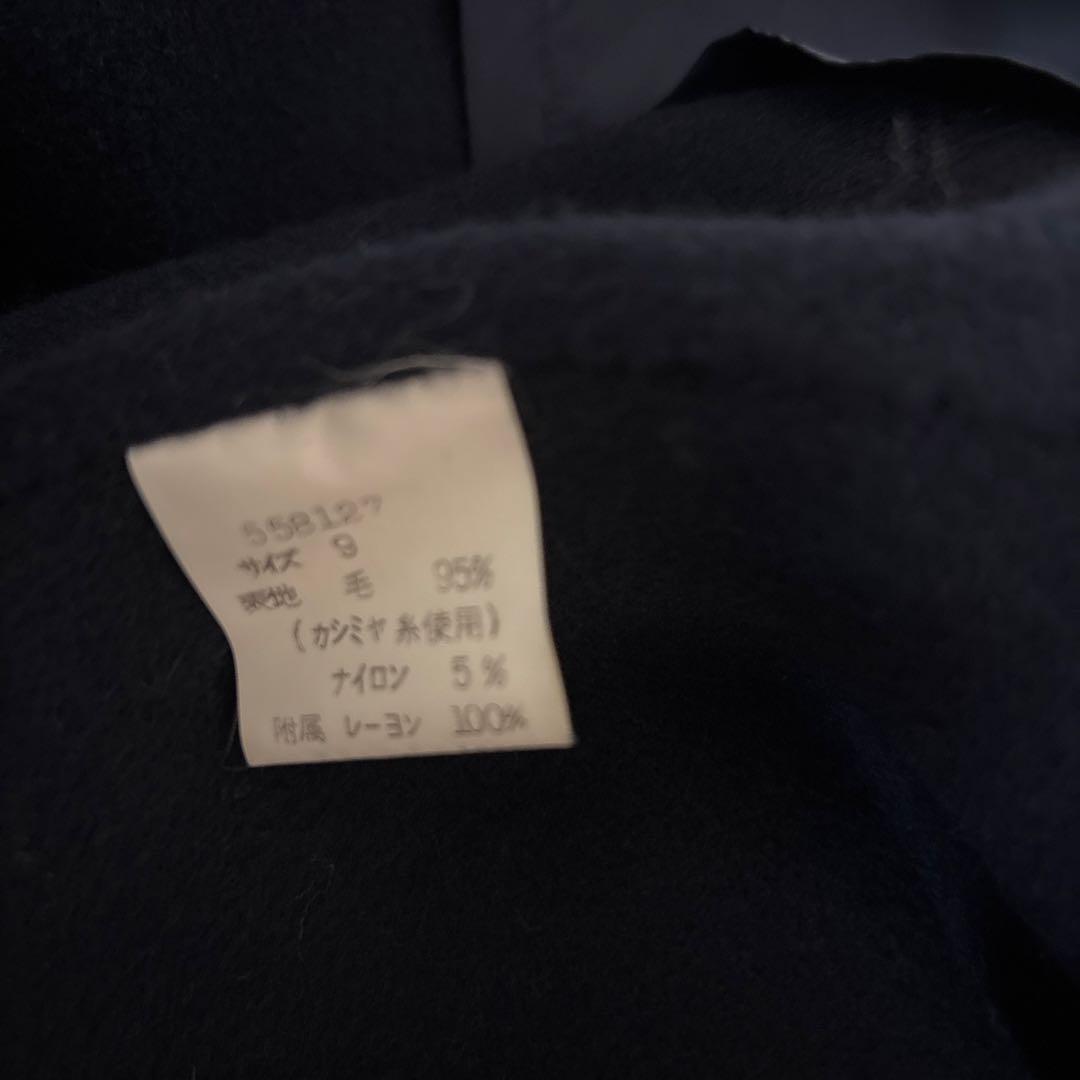 558127
サイズ 9
表地 毛 95%
(カシミヤ糸使用)
ナイロン 5%
附属 レーヨン 100%